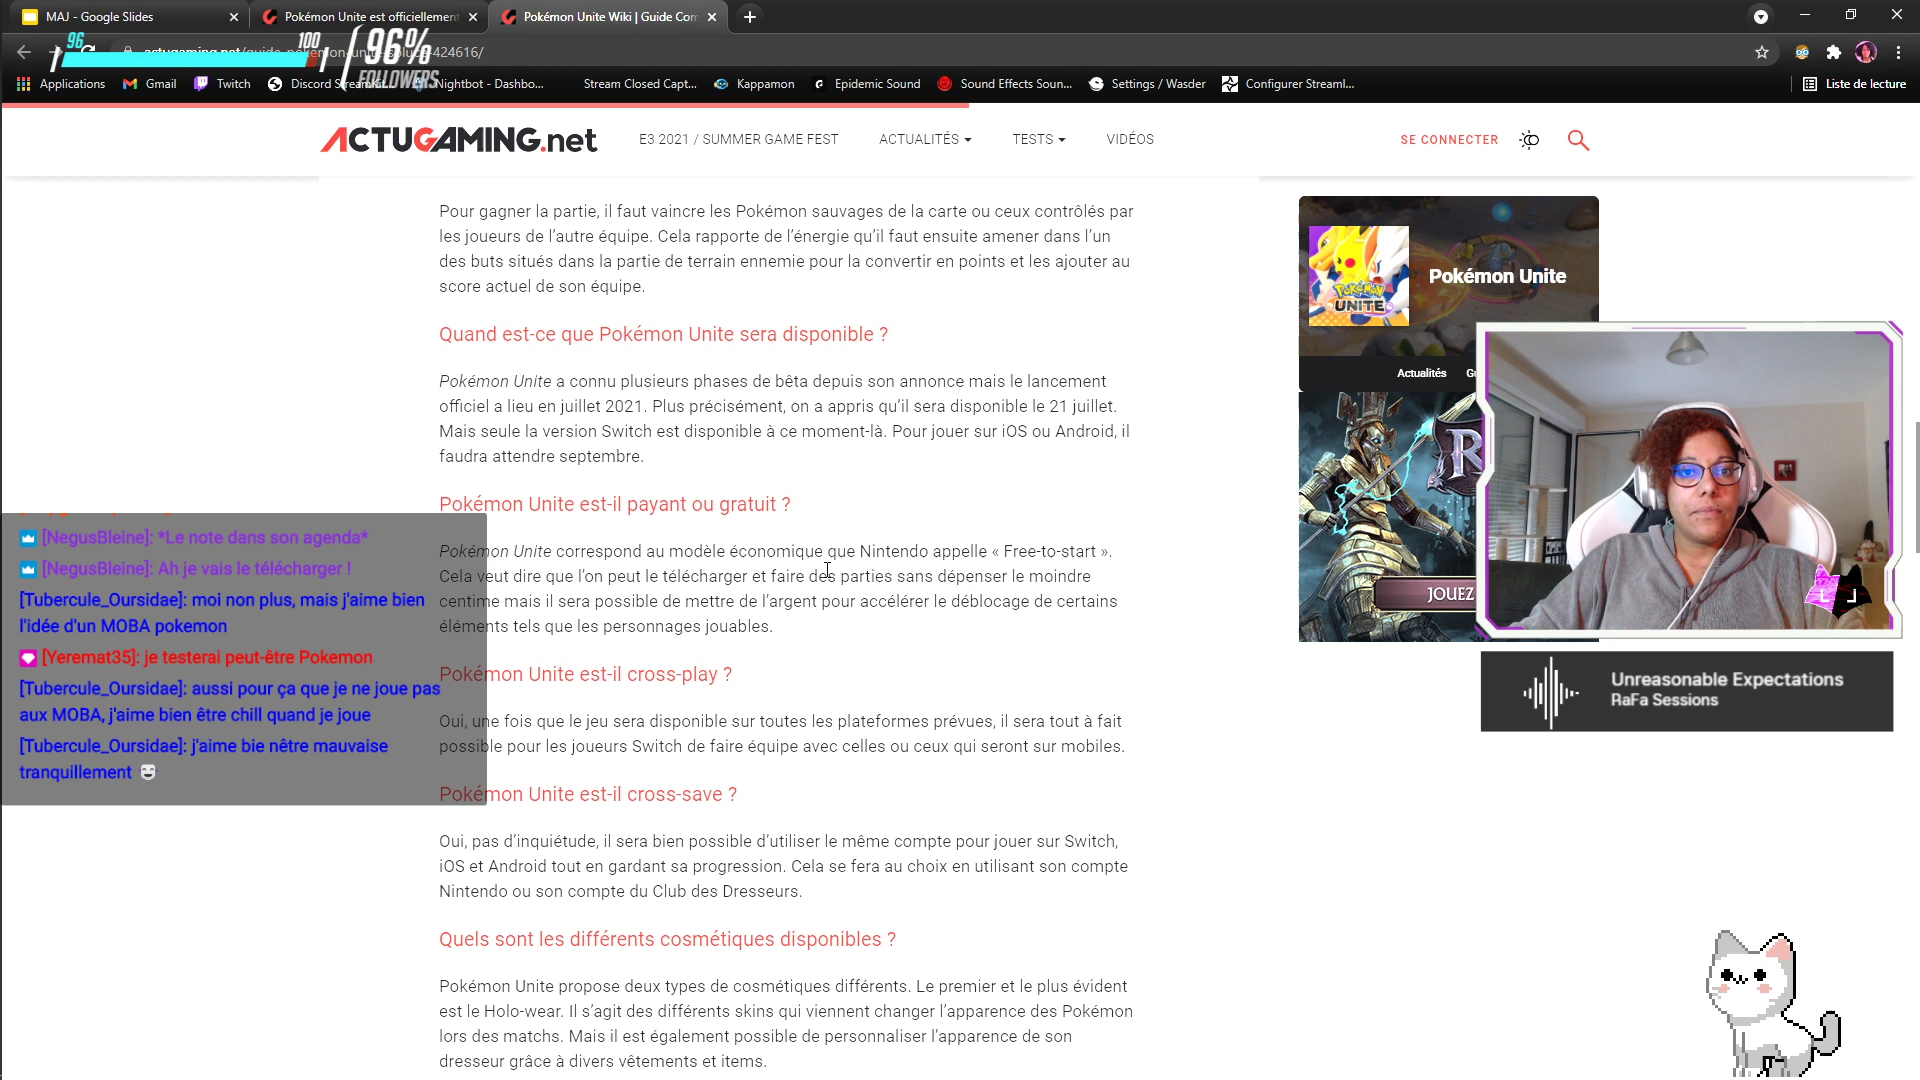 MAJ - Google Slides
Pokémon Unite est officiellement
Pokémon Unite Wiki | Guide Com
96
100
96%
FOLLOWERS
424616/
Applications
Gmail
Twitch
Discord
Nightbot - Dashbo...
Stream Closed Capt...
Kappamon
Epidemic Sound
Sound Effects Soun...
Settings / Wasder
Configurer Streaml...
Liste de lecture
ACTUGAMING.net
E3 2021 / SUMMER GAME FEST
ACTUALITÉS
TESTS
VIDÉOS
SE CONNECTER
Pour gagner la partie, il faut vaincre les Pokémon sauvages de la carte ou ceux contrôlés par
les joueurs de l'autre équipe. Cela rapporte de l'énergie qu'il faut ensuite amener dans l'un
des buts situés dans la partie de terrain ennemie pour la convertir en points et les ajouter au
score actuel de son équipe.
Quand est-ce que Pokémon Unite sera disponible ?
Pokémon Unite a connu plusieurs phases de bêta depuis son annonce mais le lancement
officiel a lieu en juillet 2021. Plus précisément, on a appris qu'il sera disponible le 21 juillet.
Mais seule la version Switch est disponible à ce moment-là. Pour jouer sur iOS ou Android, il
faudra attendre septembre.
Pokémon Unite est-il payant ou gratuit ?
Pokémon Unite correspond au modèle économique que Nintendo appelle « Free-to-start ».
Cela veut dire que l'on peut le télécharger et faire des parties sans dépenser le moindre
centime mais il sera possible de mettre de l'argent pour accélérer le déblocage de certains
éléments tels que les personnages jouables.
Pokémon Unite est-il cross-play ?
Oui, une fois que le jeu sera disponible sur toutes les plateformes prévues, il sera tout à fait
possible pour les joueurs Switch de faire équipe avec celles ou ceux qui seront sur mobiles.
Pokémon Unite est-il cross-save ?
Oui, pas d'inquiétude, il sera bien possible d'utiliser le même compte pour jouer sur Switch,
iOS et Android tout en gardant sa progression. Cela se fera au choix en utilisant son compte
Nintendo ou son compte du Club des Dresseurs.
Quels sont les différents cosmétiques disponibles ?
Pokémon Unite propose deux types de cosmétiques différents. Le premier et le plus évident
est le Holo-wear. Il s'agit des différents skins qui viennent changer l'apparence des Pokémon
lors des matchs. Mais il est également possible de personnaliser l'apparence de son
dresseur grâce à divers vêtements et items.
[NegusBleine]: *Le note dans son agenda*
[NegusBleine]: Ah je vais le télécharger !
[Tubercule_Oursidae]: moi non plus, mais j'aime bien
l'idée d'un MOBA pokemon
[Yeremat35]: je testerai peut-être Pokemon
[Tubercule_Oursidae]: aussi pour ça que je ne joue pas
aux MOBA, j'aime bien être chill quand je joue
[Tubercule_Oursidae]: j'aime bie nêtre mauvaise
tranquillement
POKÉMON
UNITE
Pokémon Unite
Actualités
JOUEZ
Unreasonable Expectations
RaFa Sessions